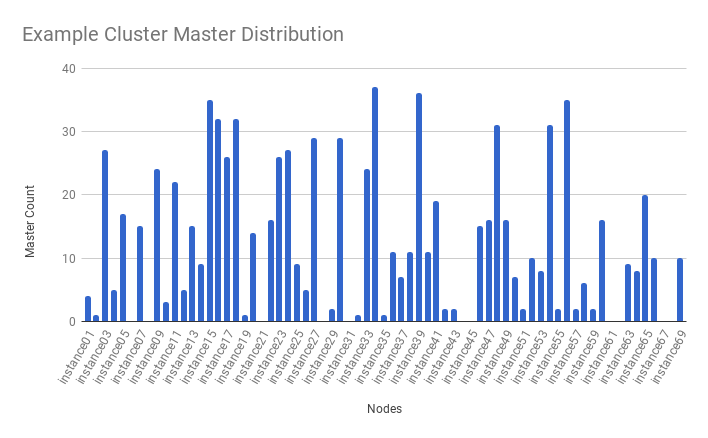 Example Cluster Master Distribution
40
30
20
10
0
Master Count
instance01
instance03
instance05
instance07
instance09
instance11
instance13
instance15
instance17
instance19
instance21
instance23
instance25
instance27
instance29
instance31
instance33
instance35
instance37
instance39
instance41
instance43
instance45
instance47
instance49
instance51
instance53
instance55
instance57
instance59
instance61
instance63
instance65
instance67
instance69
Nodes